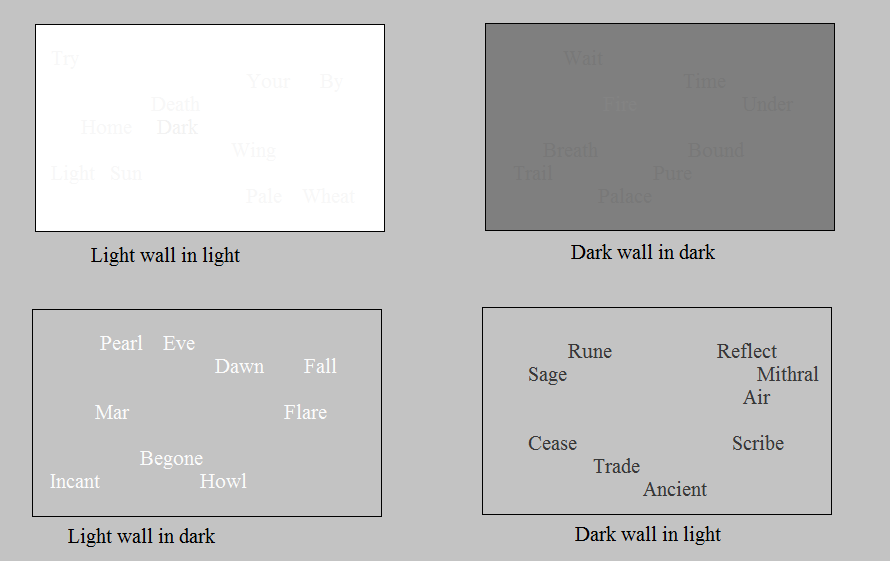 Try
Your By
Death
Home Dark
Wing
Light Sun
Pale Wheat
Light wall in light
Wait
Time
Fire Under
Breath Bound
Trail Pure
Palace
Dark wall in dark
Pearl Eve
Dawn Fall
Mar Flare
Begone
Incant Howl
Light wall in dark
Rune Reflect
Sage Mithral
Air
Cease Scribe
Trade
Ancient
Dark wall in light